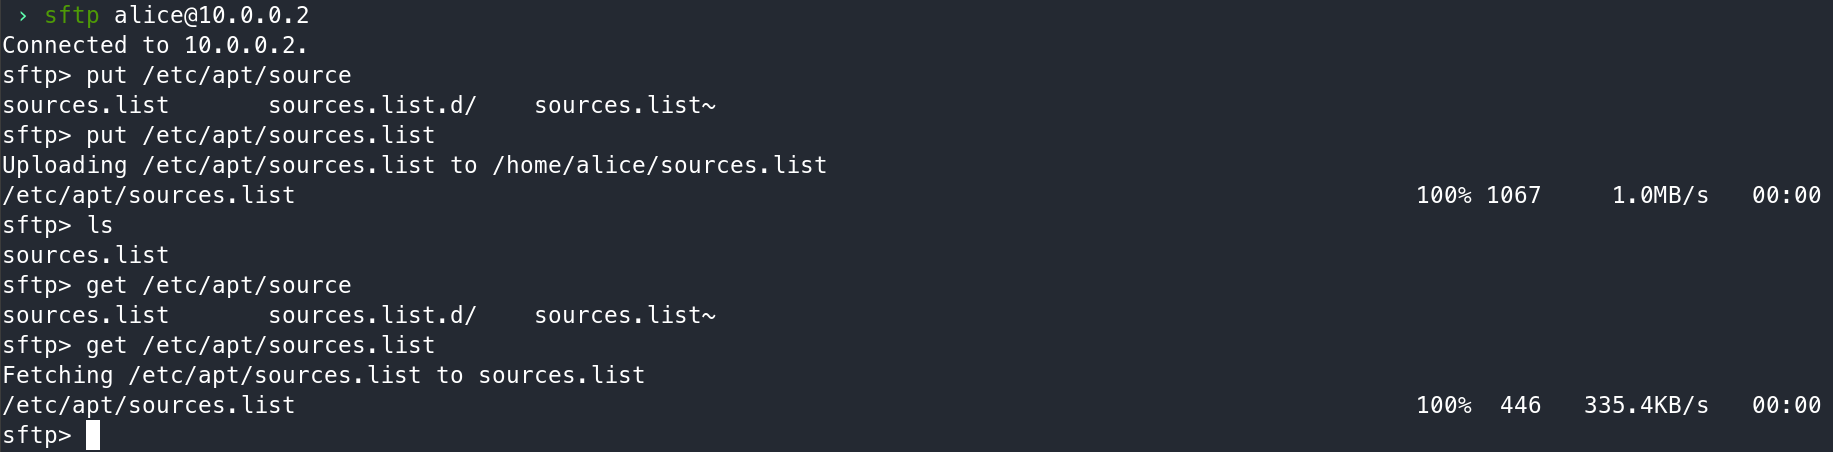 › sftp alice@10.0.0.2
Connected to 10.0.0.2.
sftp> put /etc/apt/source
sources.list       sources.list.d/    sources.list~
sftp> put /etc/apt/sources.list
Uploading /etc/apt/sources.list to /home/alice/sources.list
/etc/apt/sources.list 100% 1067     1.0MB/s   00:00
sftp> ls
sources.list
sftp> get /etc/apt/source
sources.list       sources.list.d/    sources.list~
sftp> get /etc/apt/sources.list
Fetching /etc/apt/sources.list to sources.list
/etc/apt/sources.list 100%  446   335.4KB/s   00:00
sftp>